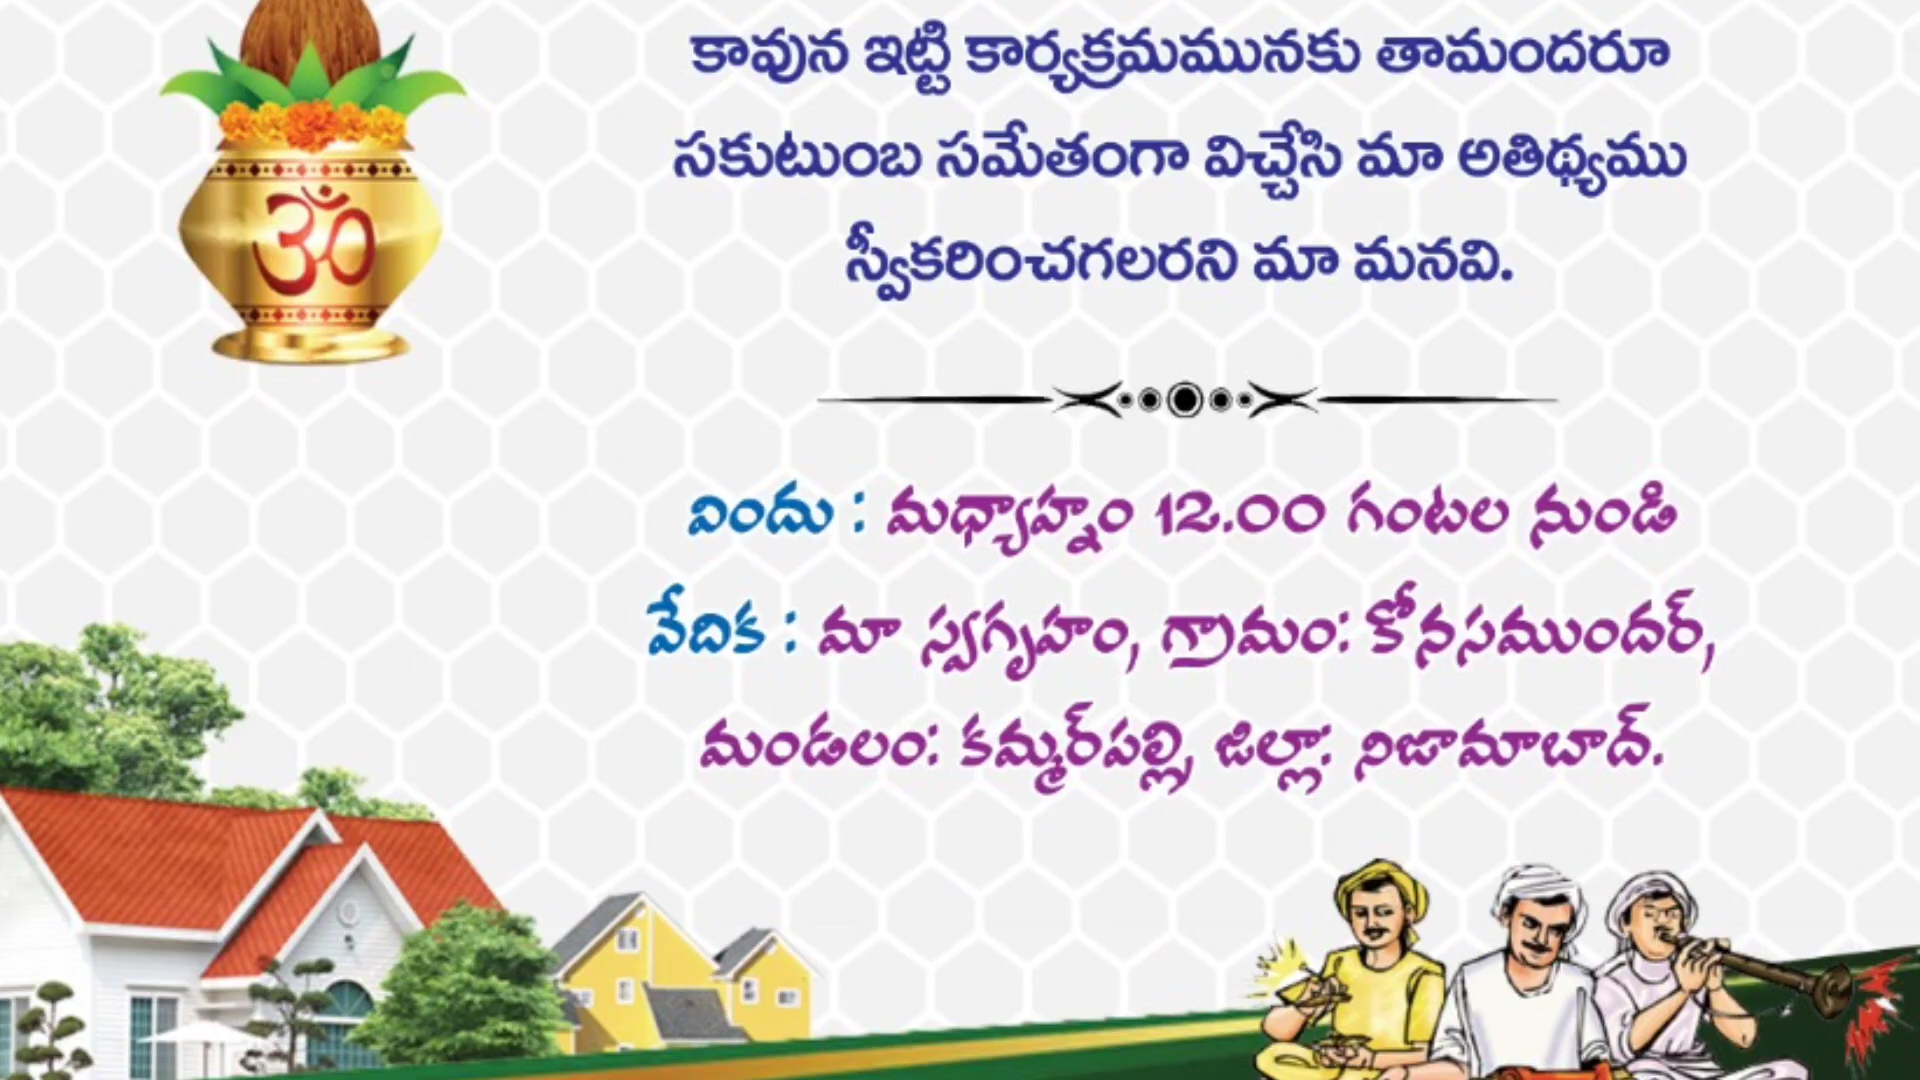 కావున ఇట్టి కార్యక్రమమునకు తామందరూ
సకుటుంబ సమేతంగా విచ్చేసి మా అతిథ్యము
స్వీకరించగలరని మా మనవి.
విందు : మధ్యాహ్నం 12.00 గంటల నుండి
వేదిక : మా స్వగృహం, గ్రామం: కోనసముందర్,
మండలం: కమ్మర్‌పల్లి, జిల్లా: నిజామాబాద్.
ॐ